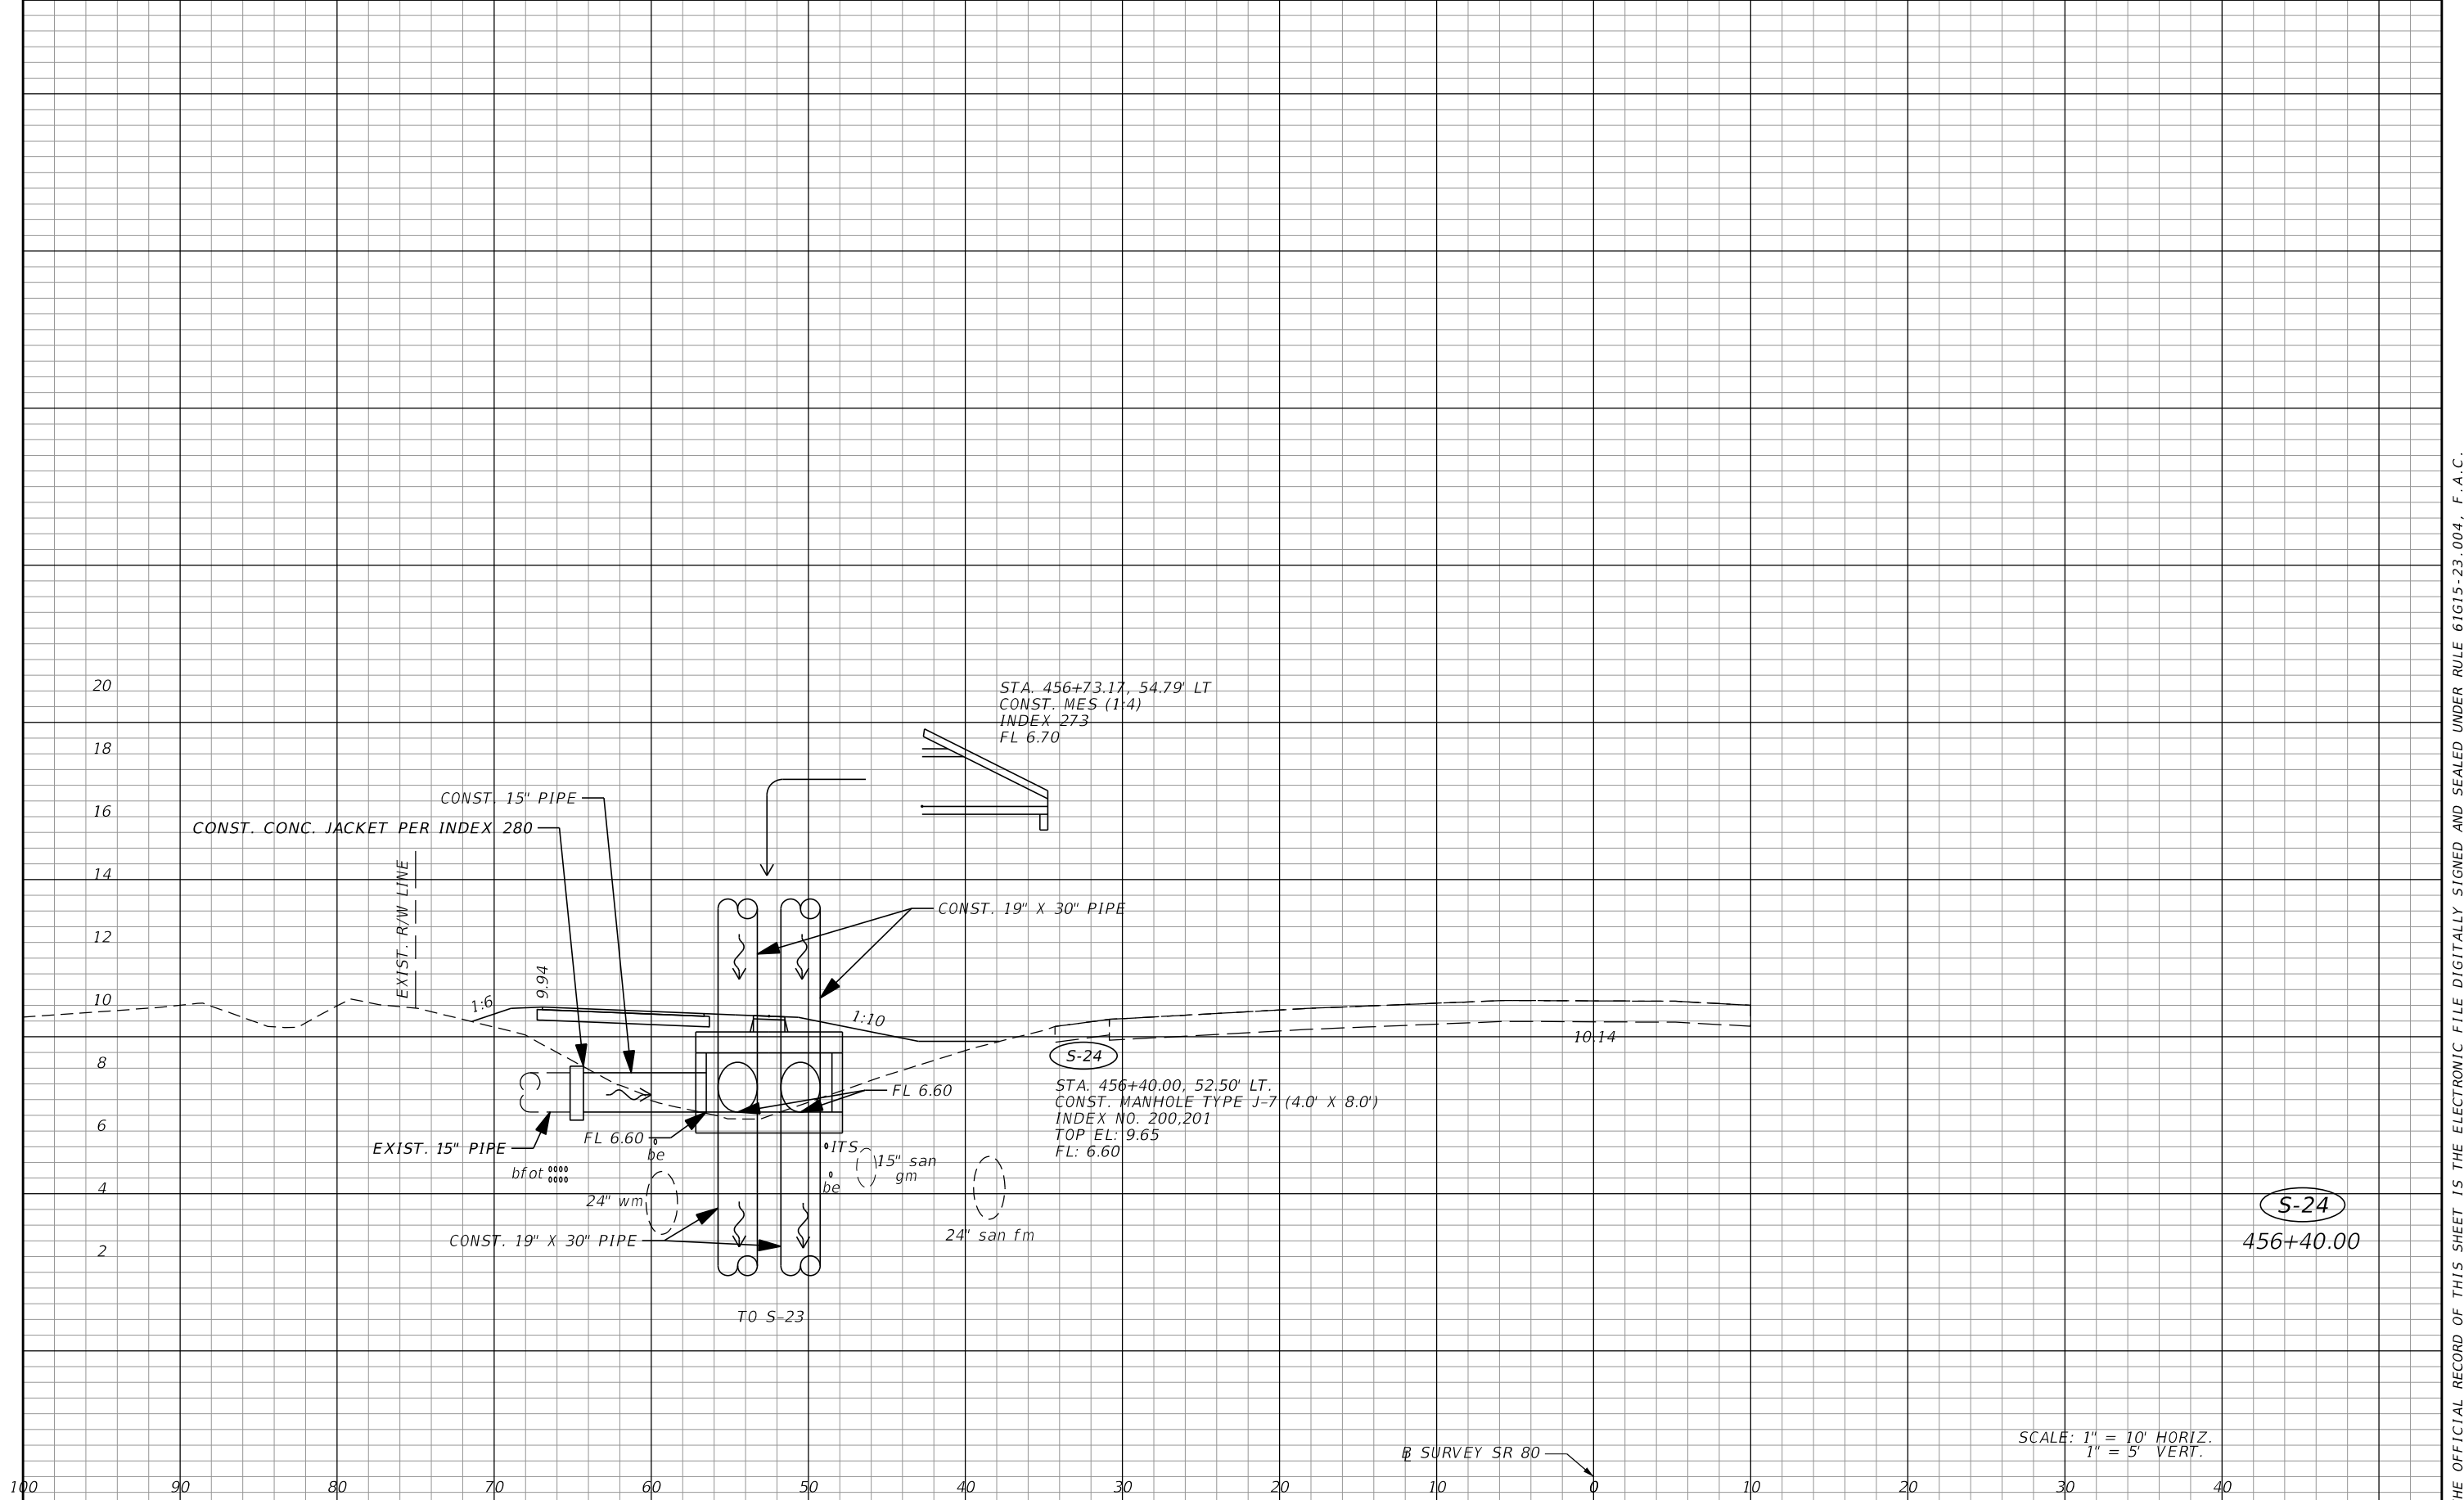 20
18
16
14
12
10
8
6
4
2
STA. 456+73.17, 54.79' LT
CONST. MES (1:4)
INDEX 273
FL 6.70
CONST. 15" PIPE
CONST. CONC. JACKET PER INDEX 280
EXIST. R/W LINE
CONST. 19" X 30" PIPE
9.94
1:6
1:10
10.14
S-24
STA. 456+40.00, 52.50' LT.
CONST. MANHOLE TYPE J-7 (4.0' X 8.0')
INDEX NO. 200,201
TOP EL: 9.65
FL: 6.60
FL 6.60
FL 6.60
EXIST. 15" PIPE
be
ITS
15" san
gm
bfot
be
24" wm
24" san fm
CONST. 19" X 30" PIPE
TO S-23
S-24
456+40.00
SCALE: 1" = 10' HORIZ.
1" = 5' VERT.
B SURVEY SR 80
100 90 80 70 60 50 40 30 20 10 0 10 20 30 40
HE OFFICIAL RECORD OF THIS SHEET IS THE ELECTRONIC FILE DIGITALLY SIGNED AND SEALED UNDER RULE 61G15-23.004, F.A.C.